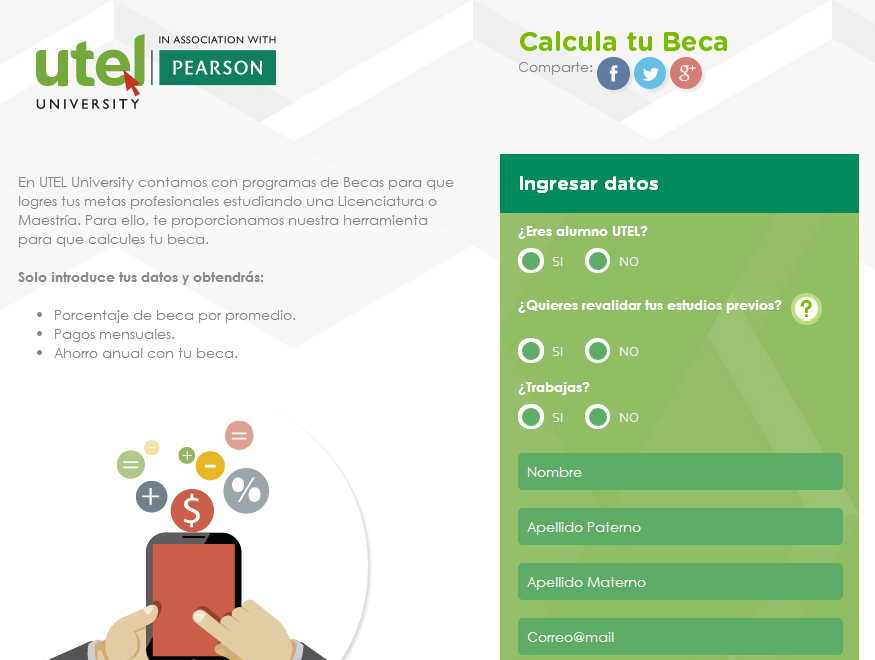 utel
UNIVERSITY
IN ASSOCIATION WITH
PEARSON
Calcula tu Beca
Comparte:
f
g+
En UTEL University contamos con programas de Becas para que
logres tus metas profesionales estudiando una Licenciatura o
Maestría. Para ello, te proporcionamos nuestra herramienta
para que calcules tu beca.
Solo introduce tus datos y obtendrás:
• Porcentaje de beca por promedio.
• Pagos mensuales.
• Ahorro anual con tu beca.
= - + - = + $ %
Ingresar datos
¿Eres alumno UTEL?
SI NO
¿Quieres revalidar tus estudios previos? ?
SI NO
¿Trabajas?
SI NO
Nombre
Apellido Paterno
Apellido Materno
Correo@mail